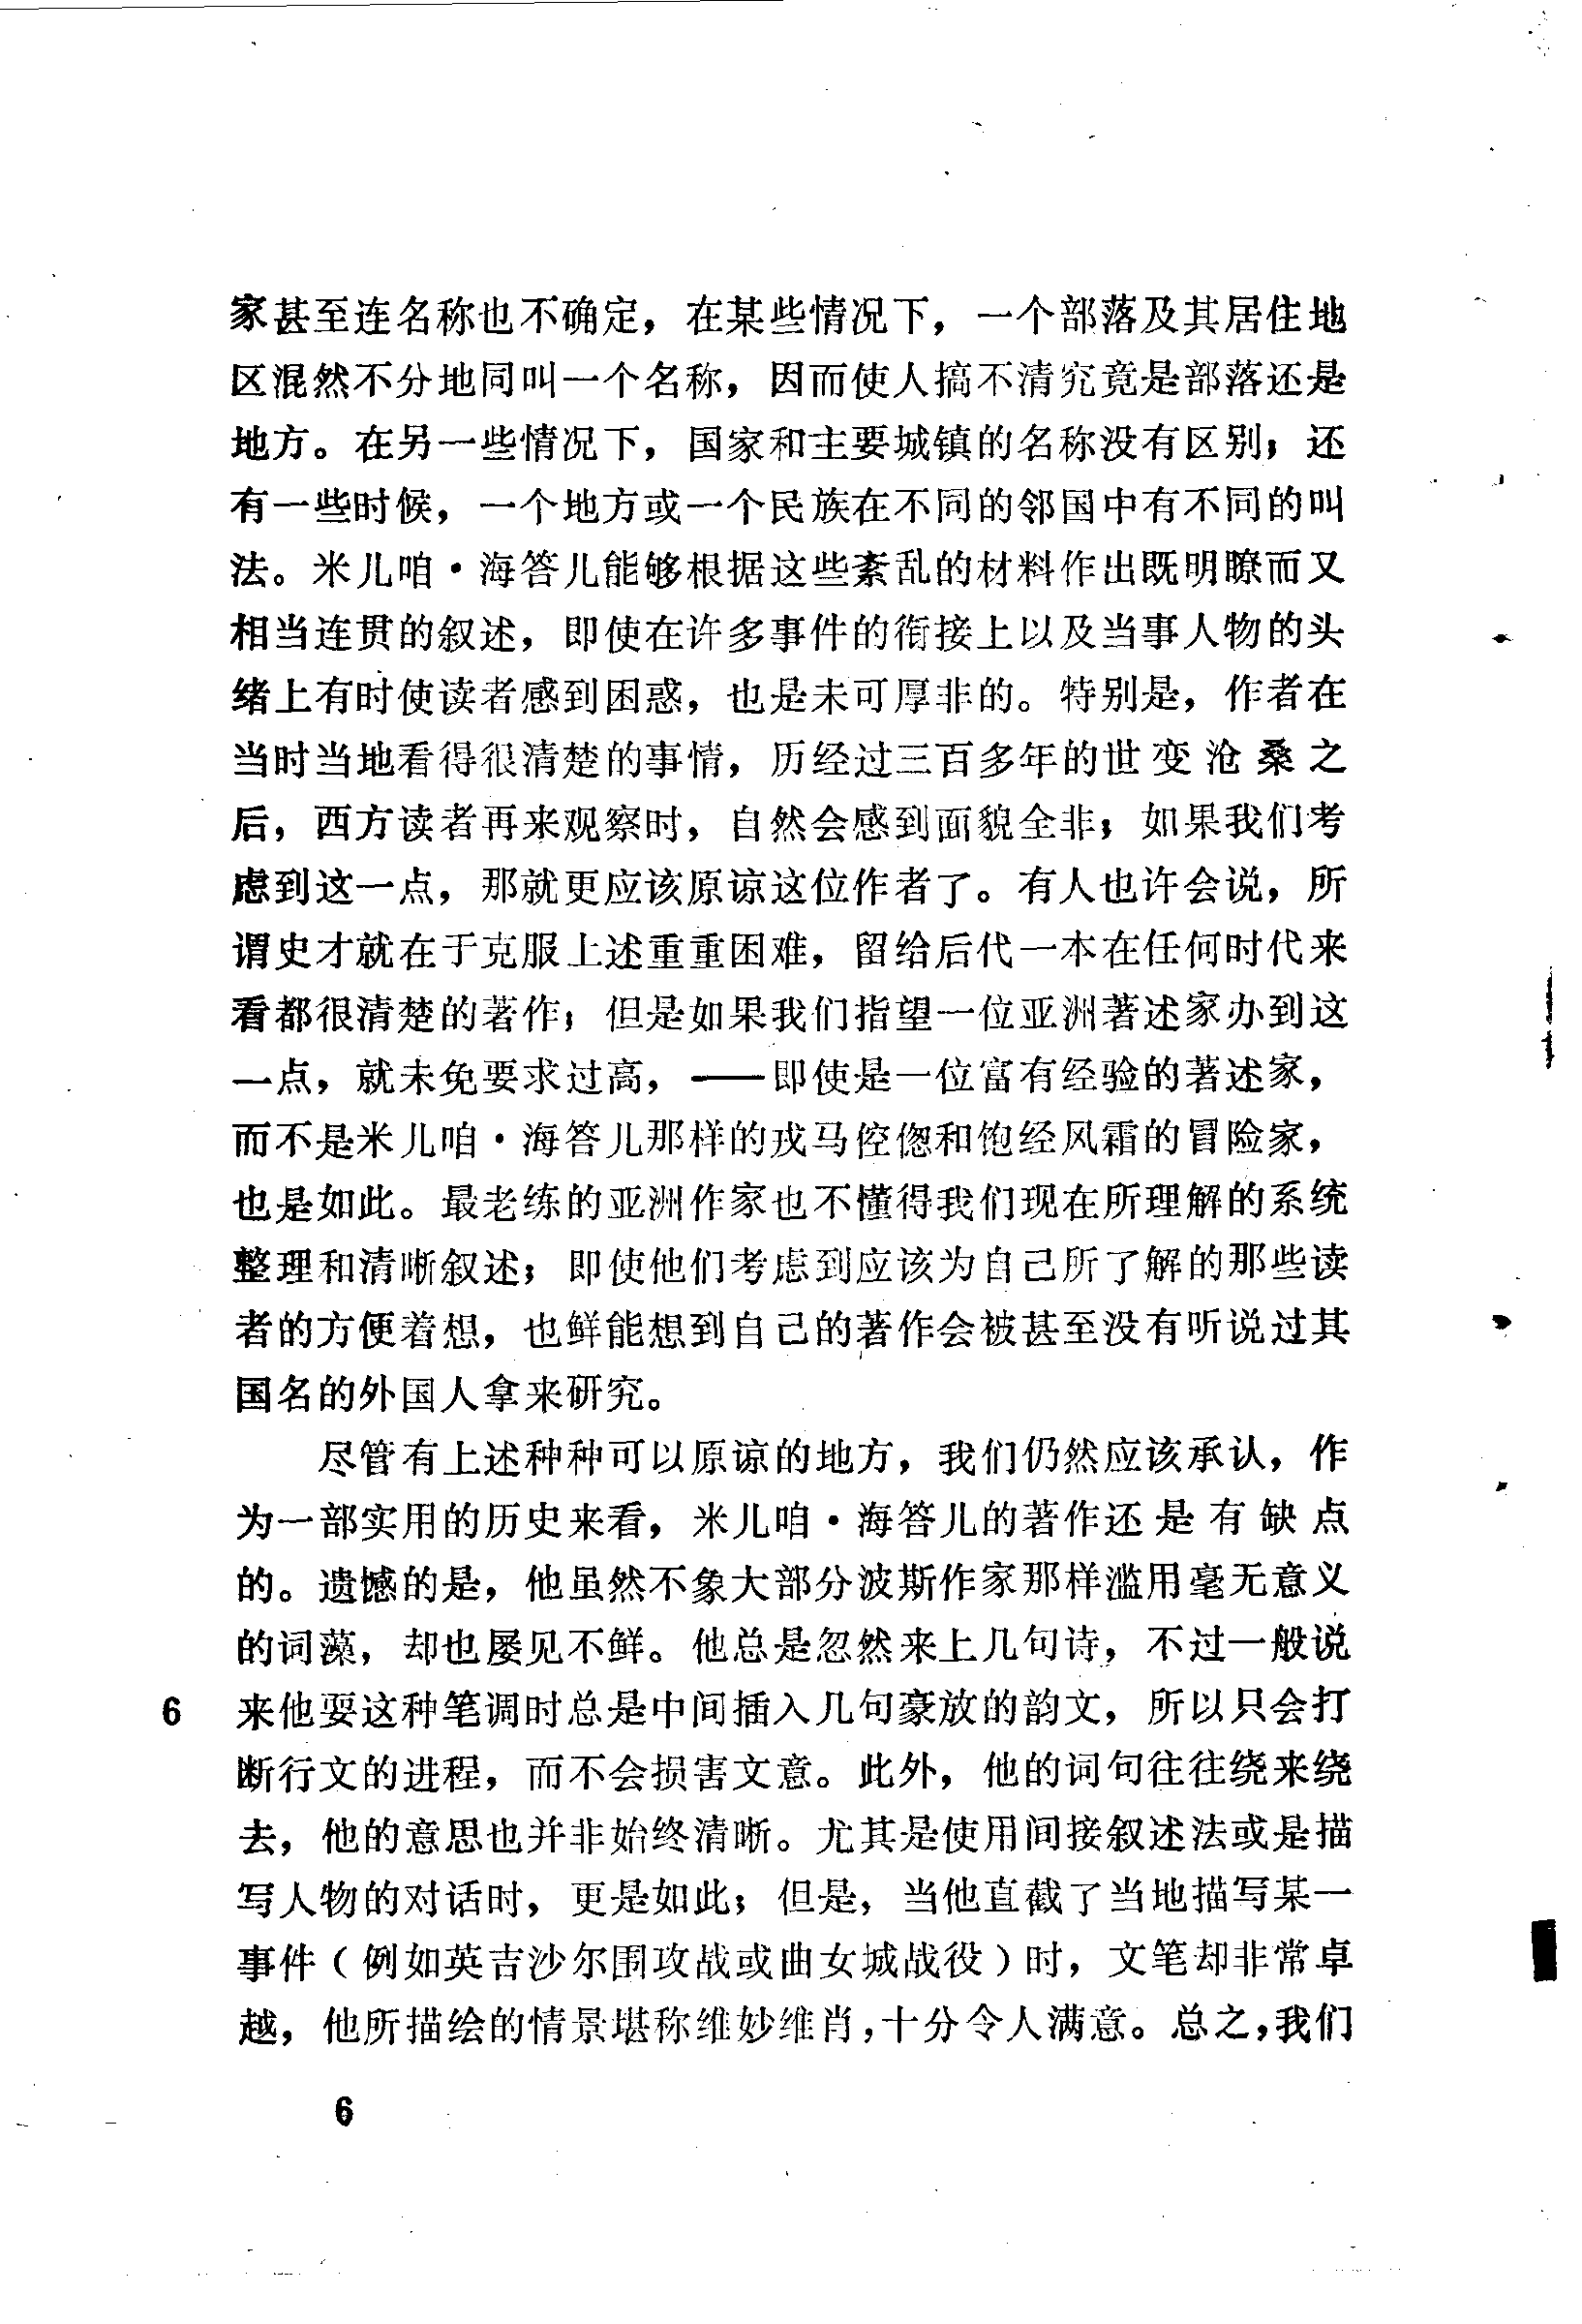 家甚至连名称也不确定，在某些情况下，一个部落及其居住地
区混然不分地同叫一个名称，因而使人搞不清究竟是部落还是
地方。在另一些情况下，国家和主要城镇的名称没有区别；还
有一些时候，一个地方或一个民族在不同的邻国中有不同的叫
法。米儿咱·海答儿能够根据这些紊乱的材料作出既明瞭而又
相当连贯的叙述，即使在许多事件的衔接上以及当事人物的头
绪上有时使读者感到困惑，也是未可厚非的。特别是，作者在
当时当地看得很清楚的事情，历经过三百多年的世变沧桑之
后，西方读者再来观察时，自然会感到面貌全非；如果我们考
虑到这一点，那就更应该原谅这位作者了。有人也许会说，所
谓史才就在于克服上述重重困难，留给后代一本在任何时代来
看都很清楚的著作；但是如果我们指望一位亚洲著述家办到这
一点，就未免要求过高，——即使是一位富有经验的著述家，
而不是米儿咱·海答儿那样的戎马倥偬和饱经风霜的冒险家，
也是如此。最老练的亚洲作家也不懂得我们现在所理解的系统
整理和清晰叙述；即使他们考虑到应该为自己所了解的那些读
者的方便着想，也鲜能想到自己的著作会被甚至没有听说过其
国名的外国人拿来研究。
尽管有上述种种可以原谅的地方，我们仍然应该承认，作
为一部实用的历史来看，米儿咱·海答儿的著作还是有缺点
的。遗憾的是，他虽然不象大部分波斯作家那样滥用毫无意义
的词藻，却也屡见不鲜。他总是忽然来上几句诗，不过一般说
6 来他耍这种笔调时总是中间插入几句豪放的韵文，所以只会打
断行文的进程，而不会损害文意。此外，他的词句往往绕来绕
去，他的意思也并非始终清晰。尤其是使用间接叙述法或是描
写人物的对话时，更是如此；但是，当他直截了当地描写某一
事件（例如英吉沙尔围攻战或曲女城战役）时，文笔却非常卓
越，他所描绘的情景堪称维妙维肖，十分令人满意。总之，我们
6